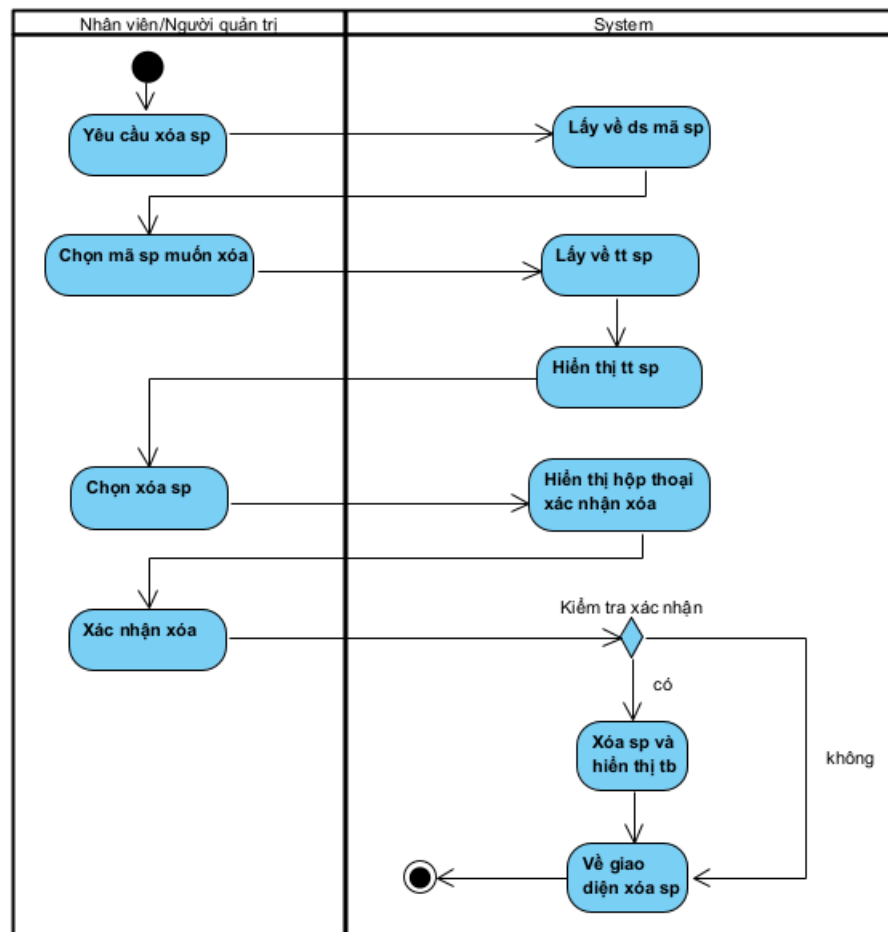 Nhân viên/Người quản trị
System
Yêu cầu xóa sp
Lấy về ds mã sp
Chọn mã sp muốn xóa
Lấy về tt sp
Hiển thị tt sp
Chọn xóa sp
Hiển thị hộp thoại
xác nhận xóa
Kiểm tra xác nhận
Xác nhận xóa
có
Xóa sp và
hiển thị tb
không
Về giao
diện xóa sp